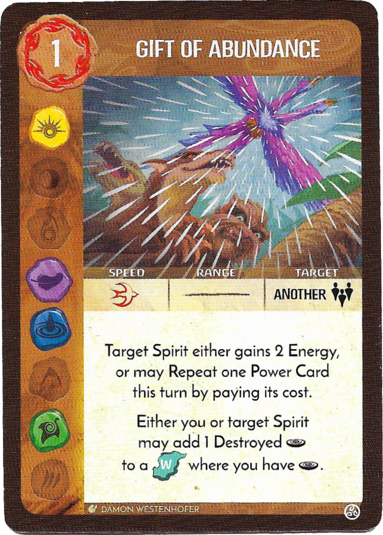 1
GIFT OF ABUNDANCE
SPEED RANGE TARGET
ANOTHER
Target Spirit either gains 2 Energy,
or may Repeat one Power Card
this turn by paying its cost.
Either you or target Spirit
may add 1 Destroyed
to a W where you have .
DAMON WESTENHOFER